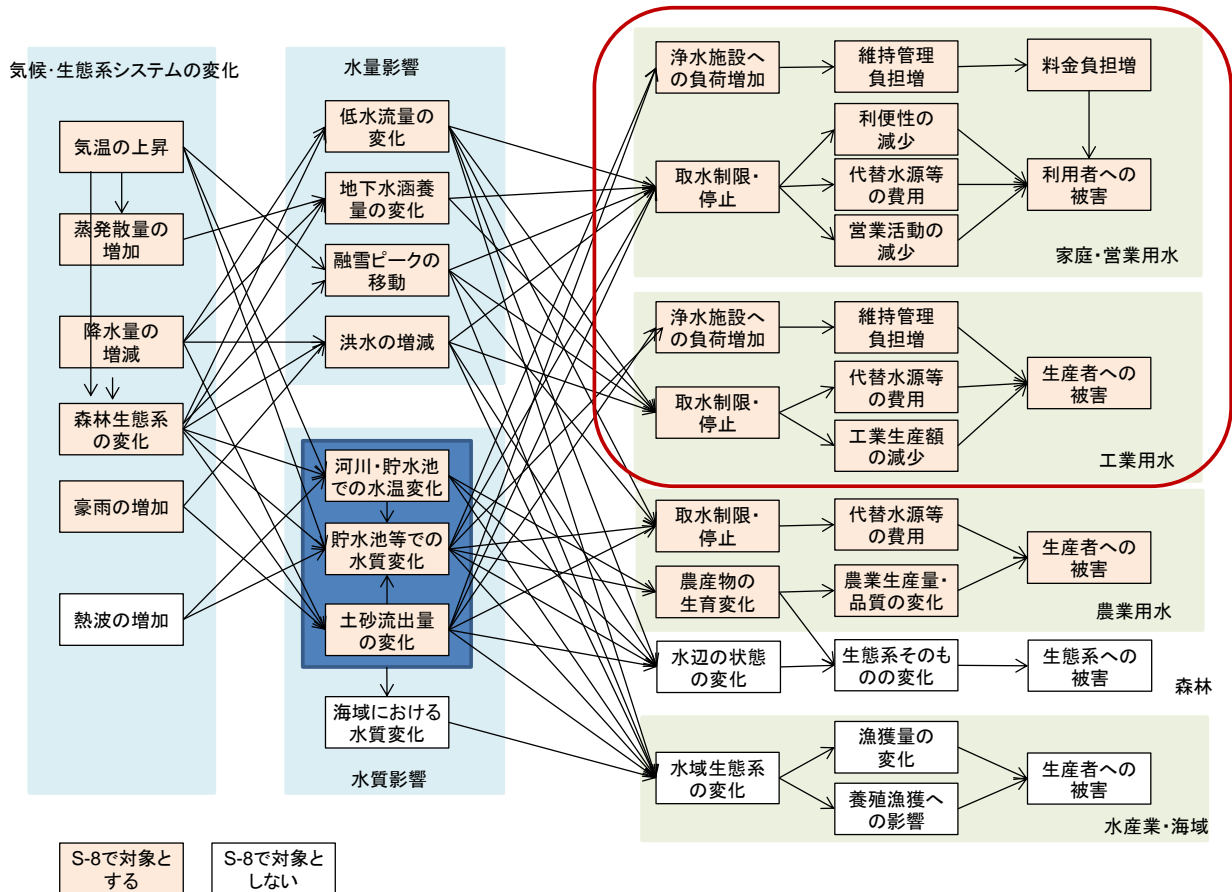 気候・生態系システムの変化
気温の上昇
蒸発散量の
増加
降水量の
増減
森林生態系
の変化
豪雨の増加
熱波の増加
水量影響
低水流量の
変化
地下水涵養
量の変化
融雪ピークの
移動
洪水の増減
河川・貯水池
での水温変化
貯水池等での
水質変化
土砂流出量
の変化
海域における
水質変化
水質影響
浄水施設へ
の負荷増加
維持管理
負担増
料金負担増
取水制限・
停止
利便性の
減少
代替水源等
の費用
営業活動の
減少
利用者への
被害
家庭・営業用水
浄水施設へ
の負荷増加
維持管理
負担増
取水制限・
停止
代替水源等
の費用
工業生産額
の減少
生産者への
被害
工業用水
取水制限・
停止
代替水源等
の費用
農産物の
生育変化
農業生産量・
品質の変化
生産者への
被害
農業用水
水辺の状態
の変化
生態系そのも
のの変化
生態系への
被害
森林
水域生態系
の変化
漁獲量の
変化
養殖漁獲へ
の影響
生産者への
被害
水産業・海域
S-8で対象と
する
S-8で対象と
しない